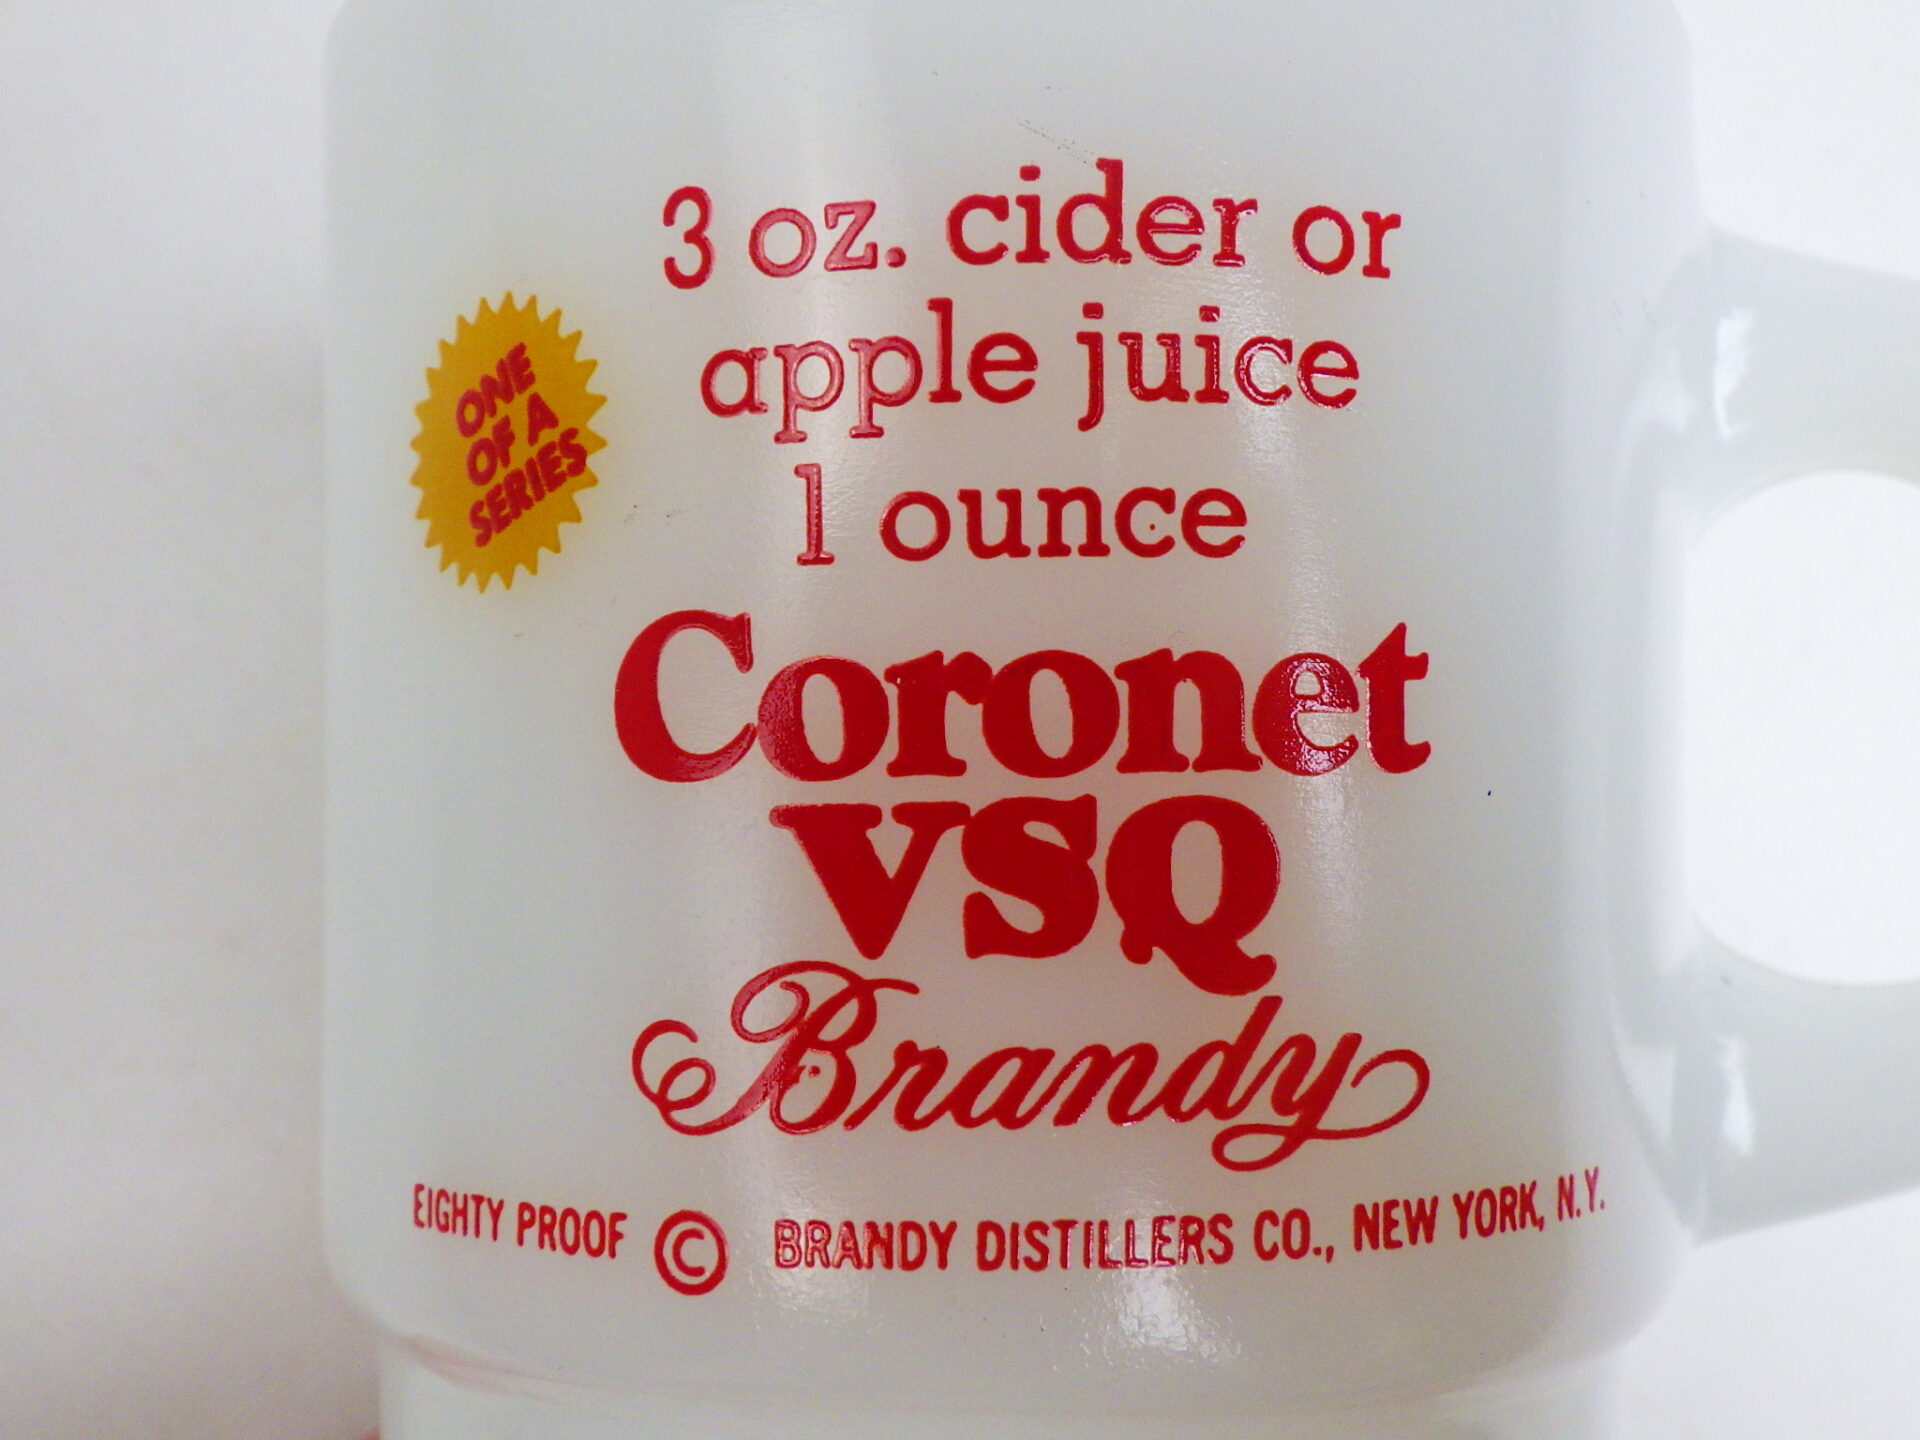 3 oz. cider or
apple juice
1 ounce
Coronet
VSQ
Brandy
EIGHTY PROOF © BRANDY DISTILLERS CO., NEW YORK, N.Y.
ONE
OF A
SERIES